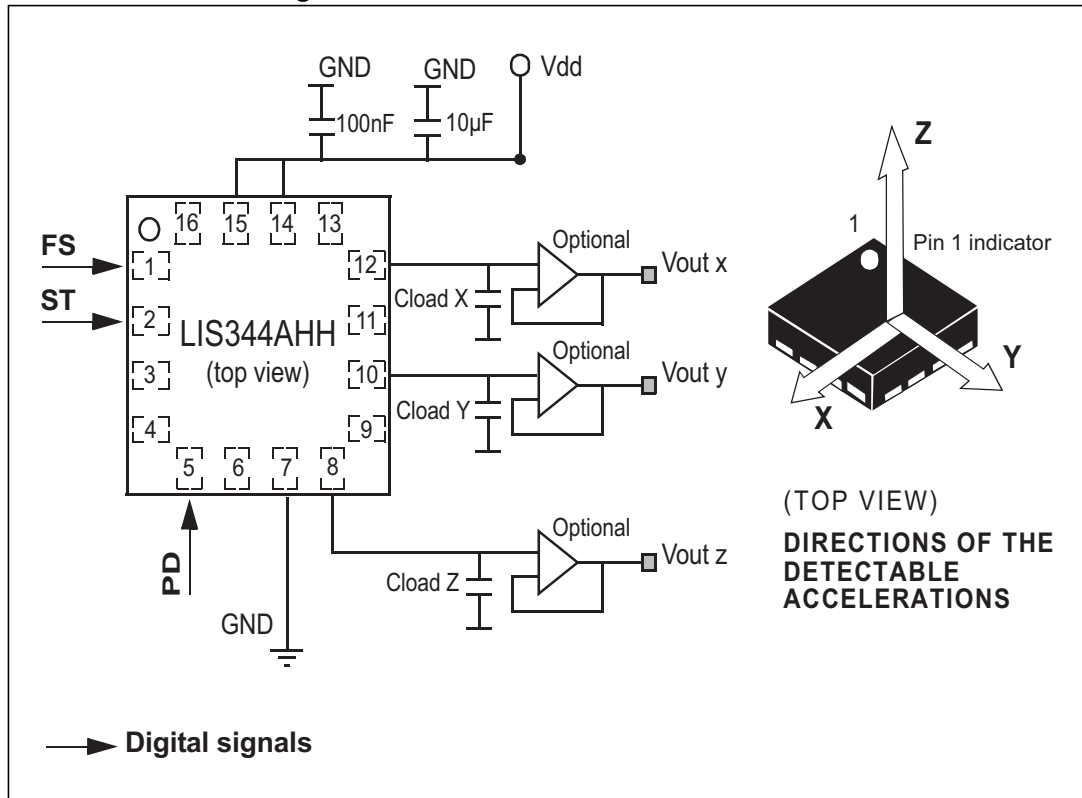 GND
GND
Vdd
100nF
10µF
16
15
14
13
FS
1
12
ST
2
11
LIS344AHH
3
(top view)
10
4
9
5
6
7
8
PD
GND
Optional
Vout x
Cload X
Optional
Vout y
Cload Y
Optional
Vout z
Cload Z
Z
1
Pin 1 indicator
Y
X
(TOP VIEW)
DIRECTIONS OF THE
DETECTABLE
ACCELERATIONS
Digital signals